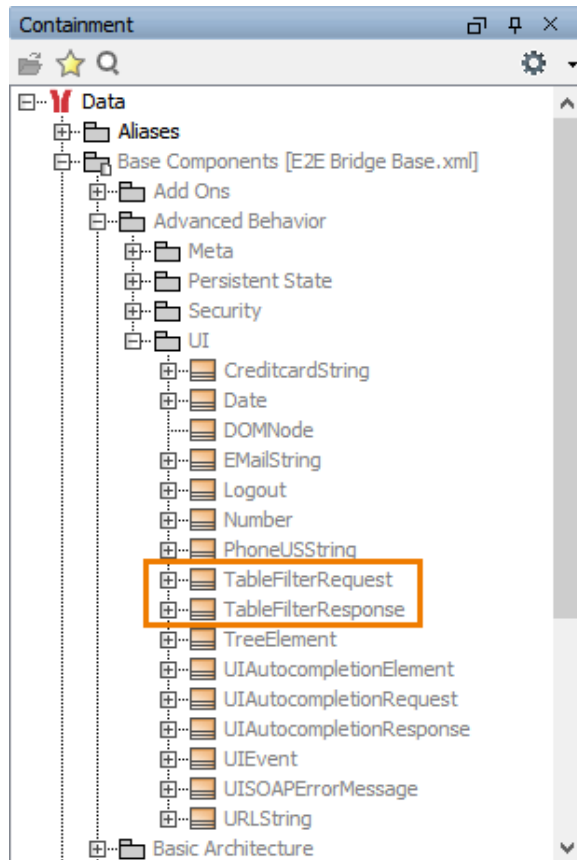 Containment
Data
Aliases
Base Components [E2E Bridge Base.xml]
Add Ons
Advanced Behavior
Meta
Persistent State
Security
UI
CreditcardString
Date
DOMNode
EMailString
Logout
Number
PhoneUSString
TableFilterRequest
TableFilterResponse
TreeElement
UIAutocompletionElement
UIAutocompletionRequest
UIAutocompletionResponse
UIEvent
UISOAPErrorMessage
URLString
Basic Architecture